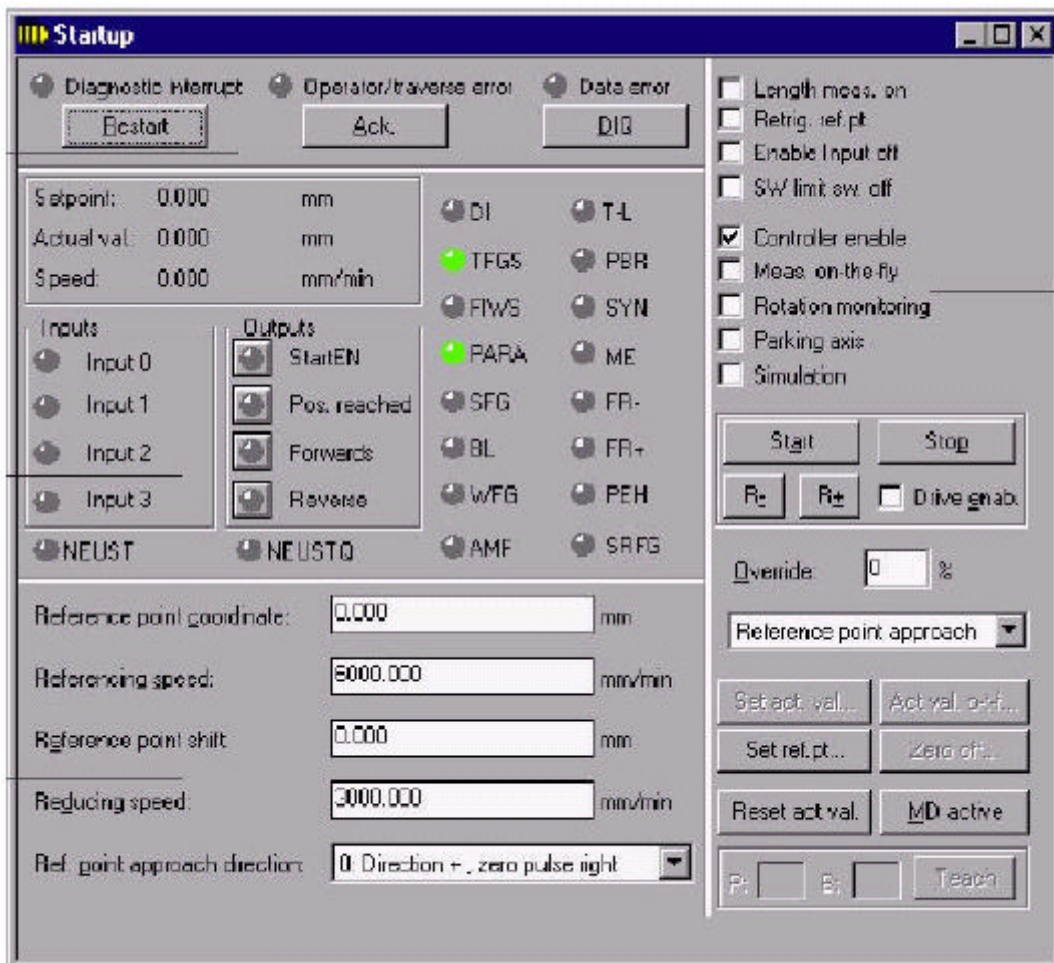 Startup
Diagnostic interrupt
Operator/traverse error
Data error
Restart
Ack.
DIQ
Setpoint: 0.000 mm
Actual val. 0.000 mm
Speed: 0.000 mm/min
Inputs
Input 0
Input 1
Input 2
Input 3
Outputs
StartEN
Pos. reached
Forwards
Reverse
NEUST
NEUSTQ
DI
TFGS
FIWS
PARA
SFG
BL
WFG
AMF
T-L
PBR
SYN
ME
FR-
FR+
PEH
SRFG
Reference point coordinate: 0.000 mm
Referencing speed: 6000.000 mm/min
Reference point shift 0.000 mm
Reducing speed: 3000.000 mm/min
Ref. point approach direction: 0: Direction +, zero pulse right
Length meas. on
Retrig. ref.pt
Enable Input off
SW limit sw. off
Controller enable
Meas. on-the-fly
Rotation monitoring
Parking axis
Simulation
Start
Stop
R-
R+
Drive enab.
Override: 0 %
Reference point approach
Set act. val...
Act val. o-f...
Set ref.pt...
Zero off...
Reset act val.
MDI active
P:
B:
Teach